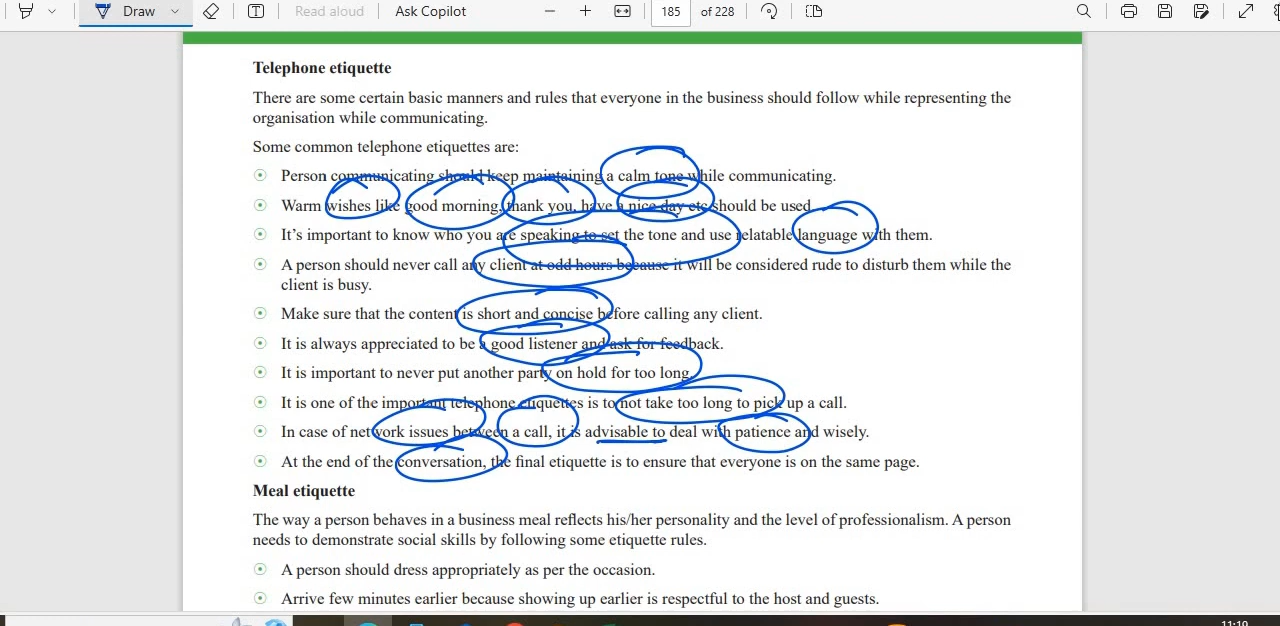 Draw
Read aloud
Ask Copilot
185
of 228
Telephone etiquette
There are some certain basic manners and rules that everyone in the business should follow while representing the
organisation while communicating.
Some common telephone etiquettes are:
Person communicating should keep maintaining a calm tone while communicating.
Warm wishes like good morning, thank you, have a nice day etc should be used
It's important to know who you are speaking to set the tone and use relatable language with them.
A person should never call any client at odd hours because it will be considered rude to disturb them while the
client is busy.
Make sure that the content is short and concise before calling any client.
It is always appreciated to be a good listener and ask for feedback.
It is important to never put another party on hold for too long.
It is one of the important telephone etiquettes is to not take too long to pick up a call.
In case of network issues between a call, it is advisable to deal with patience and wisely.
At the end of the conversation, the final etiquette is to ensure that everyone is on the same page.
Meal etiquette
The way a person behaves in a business meal reflects his/her personality and the level of professionalism. A person
needs to demonstrate social skills by following some etiquette rules.
A person should dress appropriately as per the occasion.
Arrive few minutes earlier because showing up earlier is respectful to the host and guests.